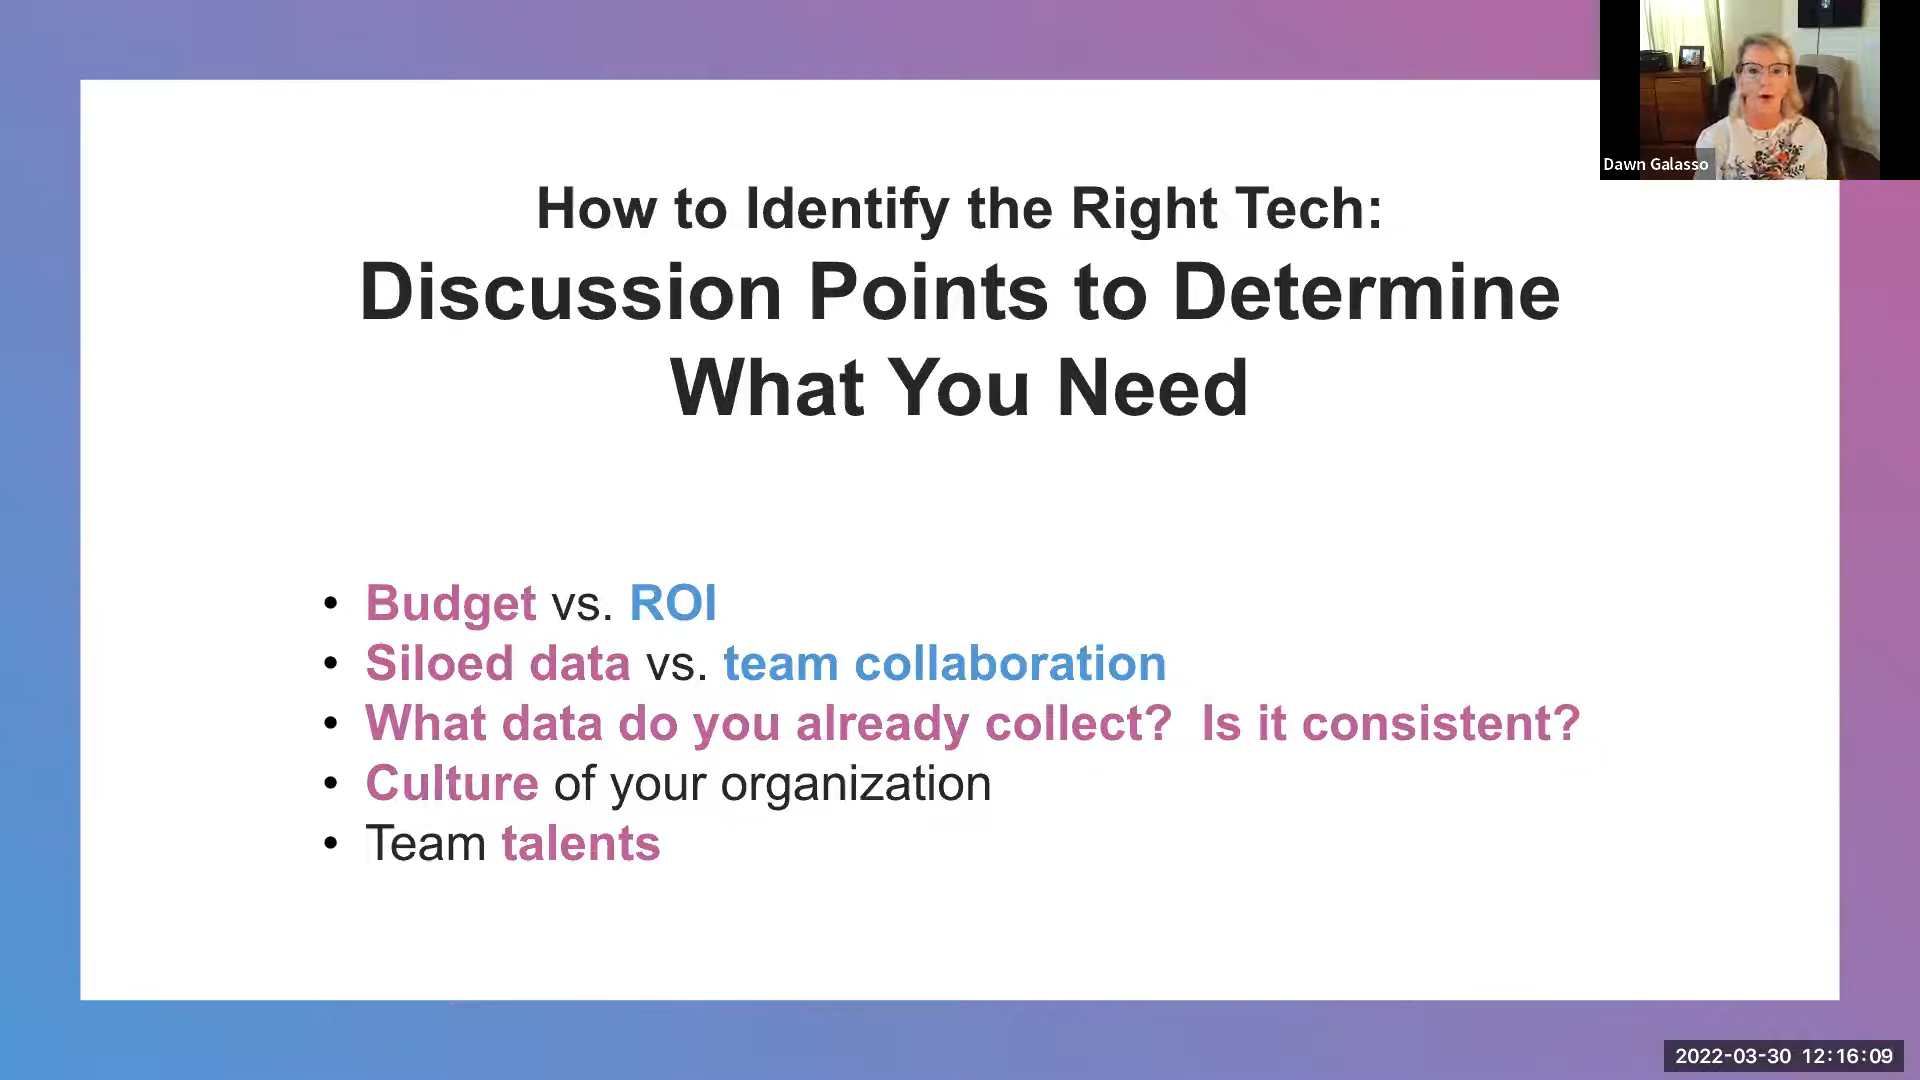 Dawn Galasso
How to Identify the Right Tech:
Discussion Points to Determine
What You Need
• Budget vs. ROI
• Siloed data vs. team collaboration
• What data do you already collect?  Is it consistent?
• Culture of your organization
• Team talents
2022-03-30 12:16:09